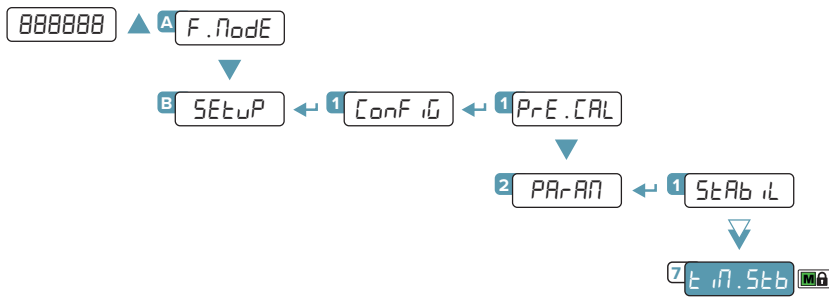 888888 A F.ModE
B SEtuP 1 ConFiG 1 PrE.CAL
2 PArAM 1 StAbiL
7 tiM.Stb M